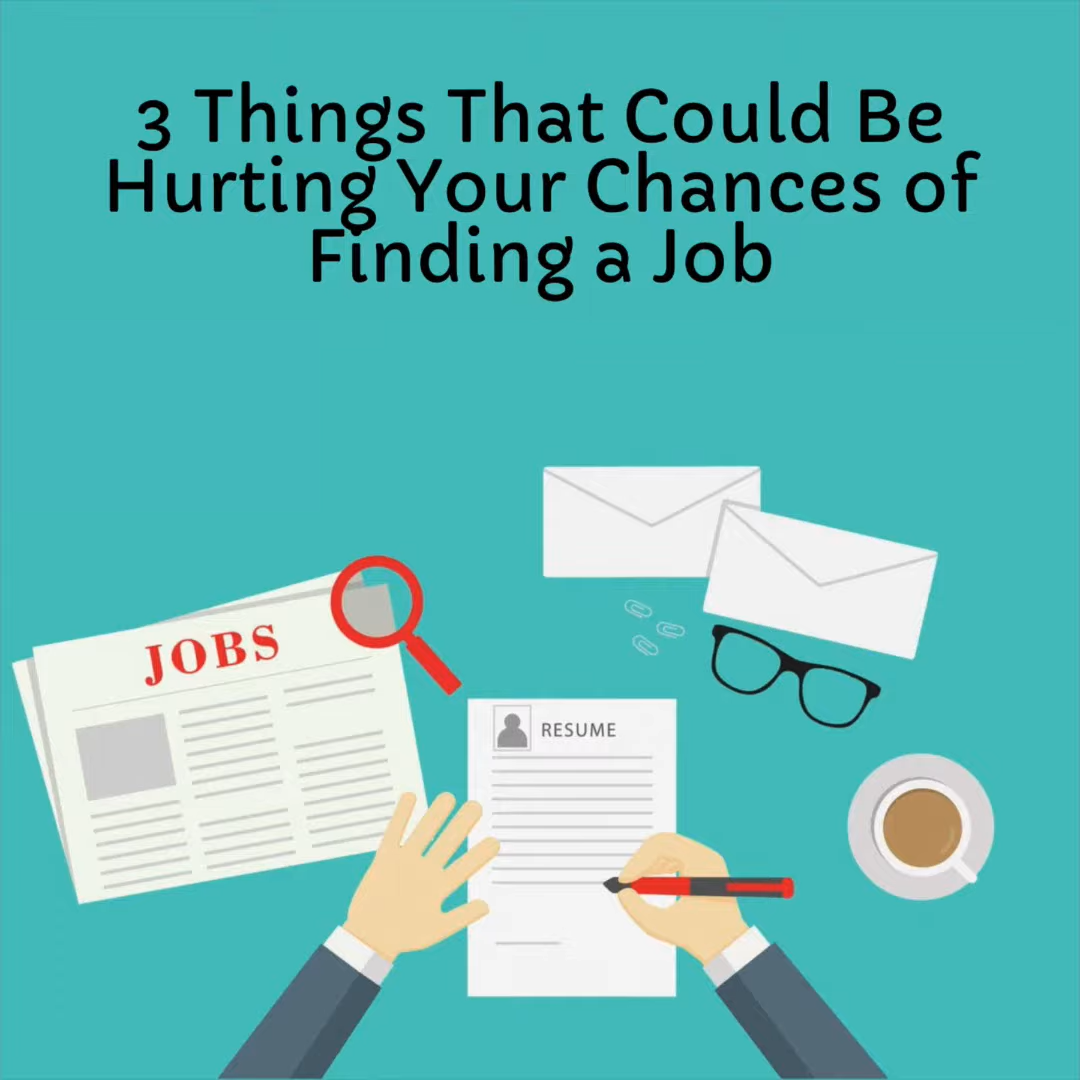 3 Things That Could Be
Hurting Your Chances of
Finding a Job
JOBS
RESUME